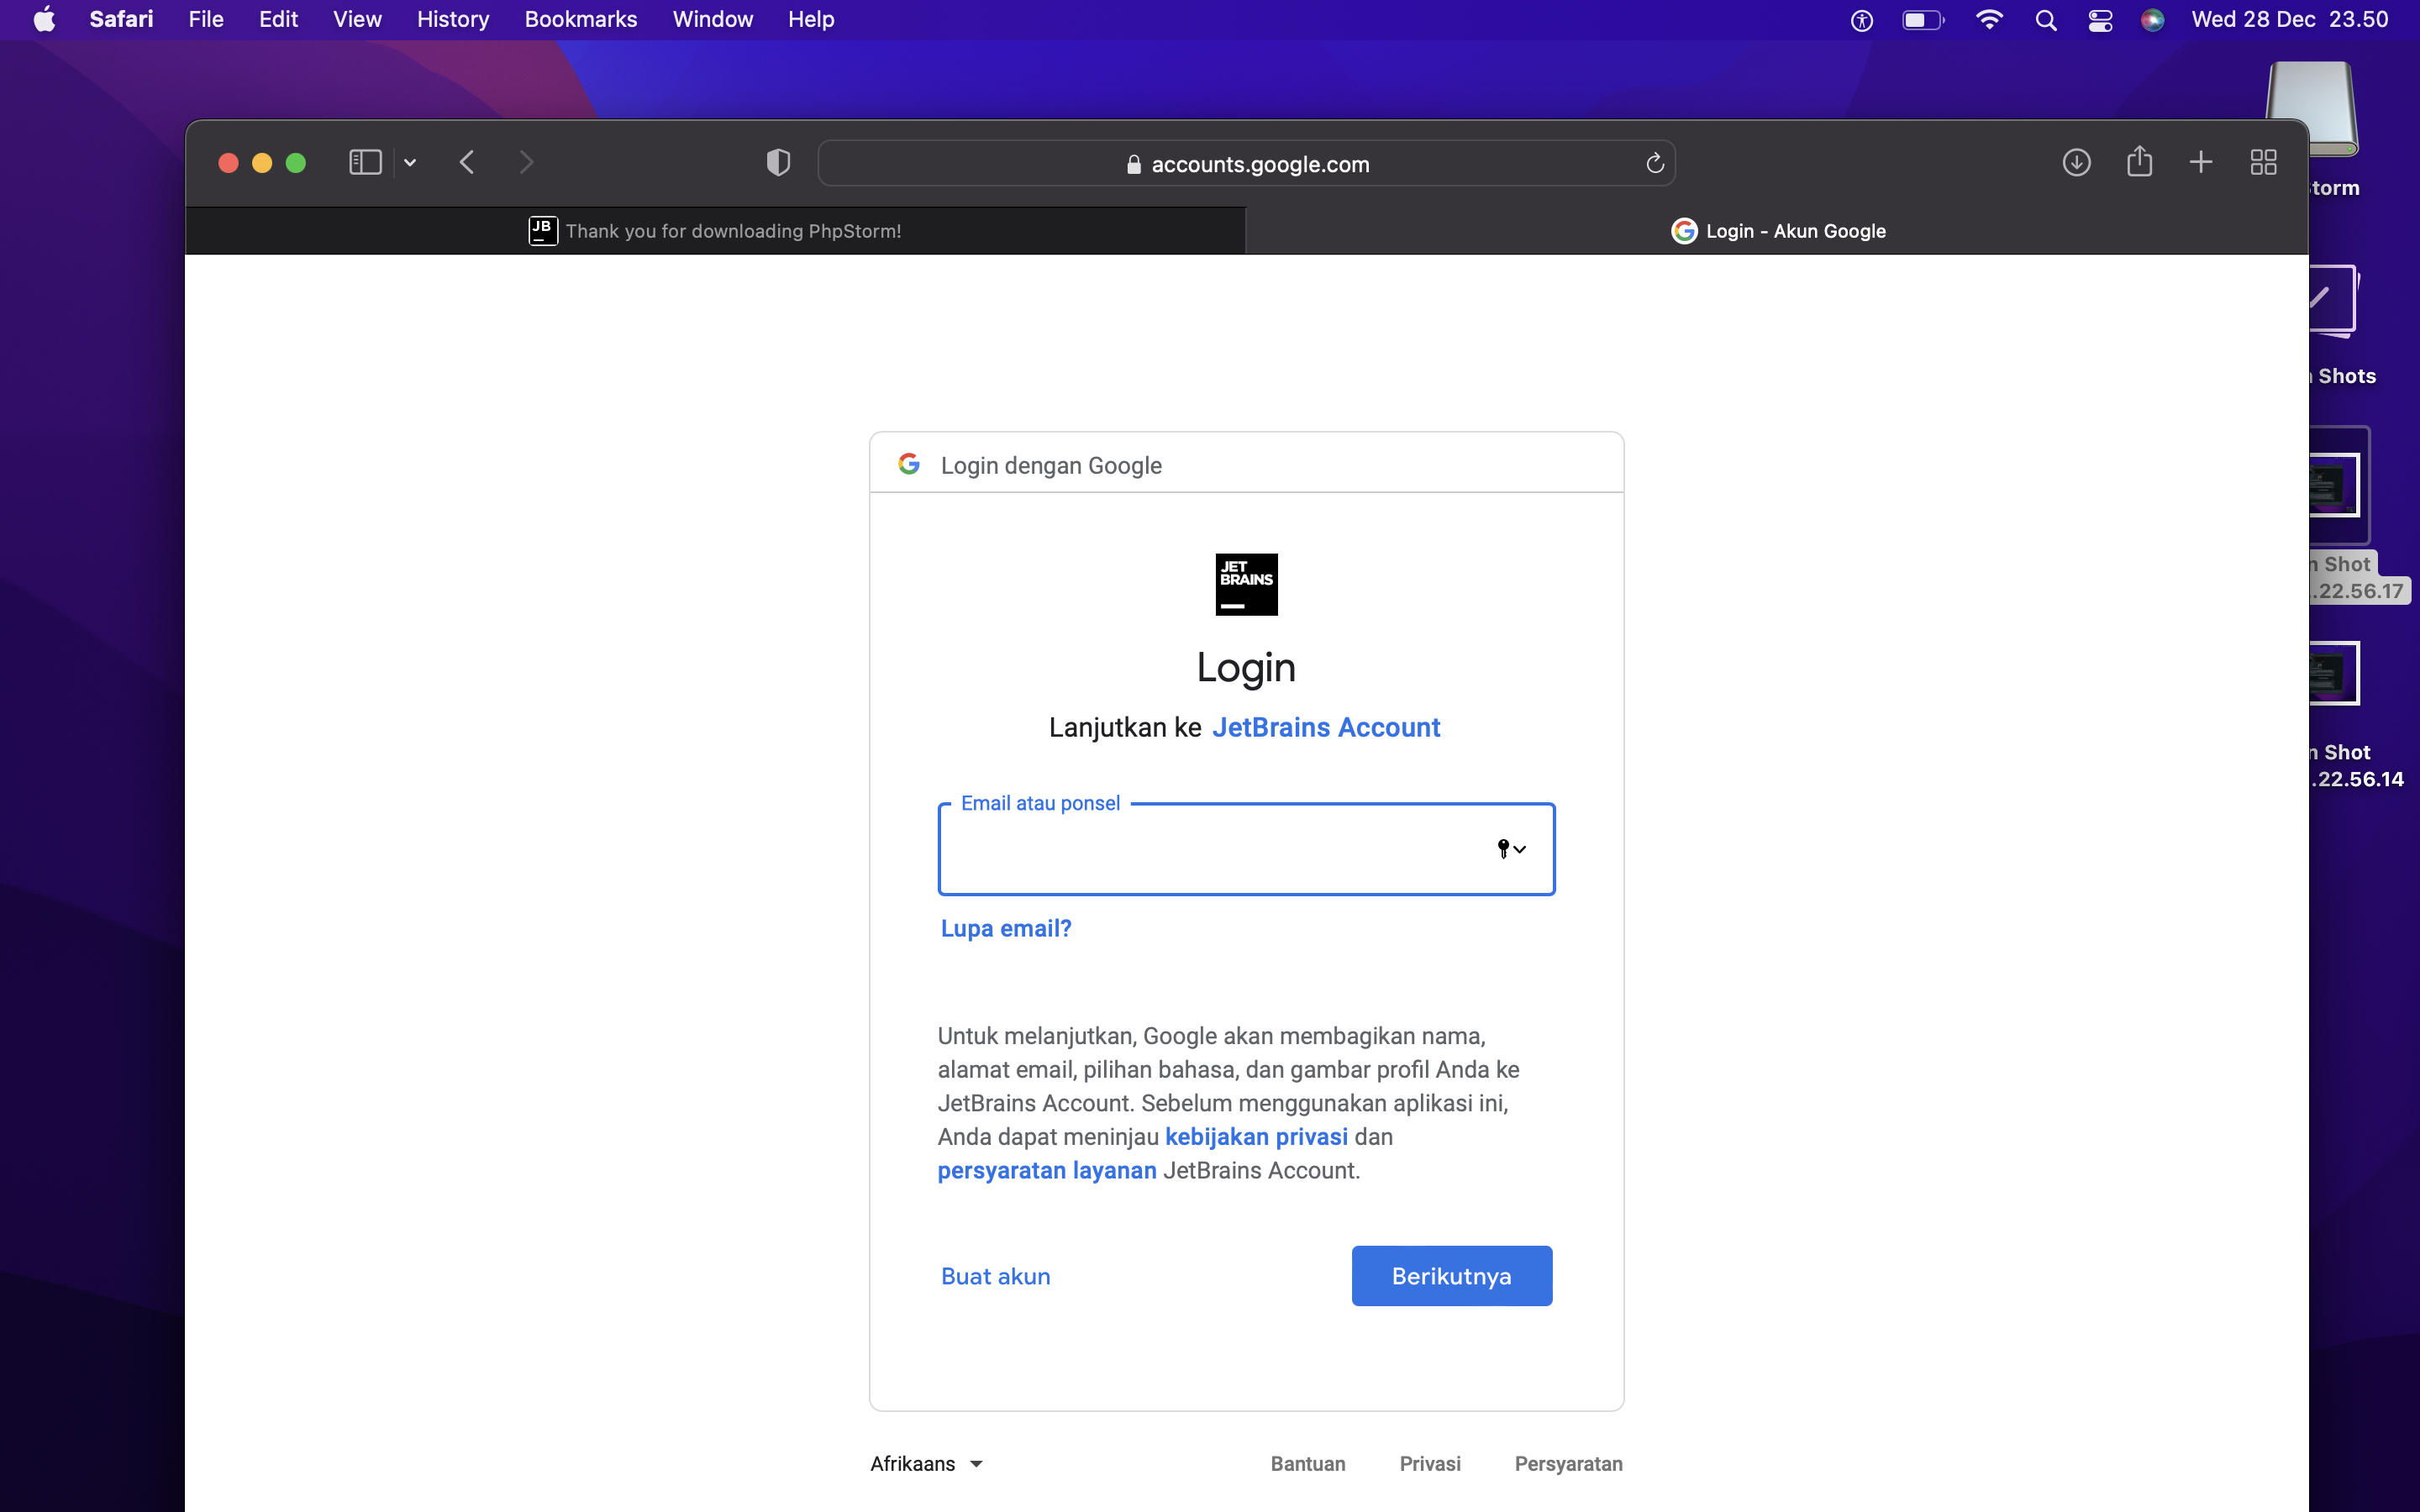 Safari File Edit View History Bookmarks Window Help Wed 28 Dec 23.50
accounts.google.com
JB Thank you for downloading PhpStorm!
Login - Akun Google
Login dengan Google
JET
BRAINS
Login
Lanjutkan ke JetBrains Account
Email atau ponsel
Lupa email?
Untuk melanjutkan, Google akan membagikan nama,
alamat email, pilihan bahasa, dan gambar profil Anda ke
JetBrains Account. Sebelum menggunakan aplikasi ini,
Anda dapat meninjau kebijakan privasi dan
persyaratan layanan JetBrains Account.
Buat akun
Berikutnya
Afrikaans
Bantuan Privasi Persyaratan
torm
Shots
n Shot
.22.56.17
n Shot
.22.56.14